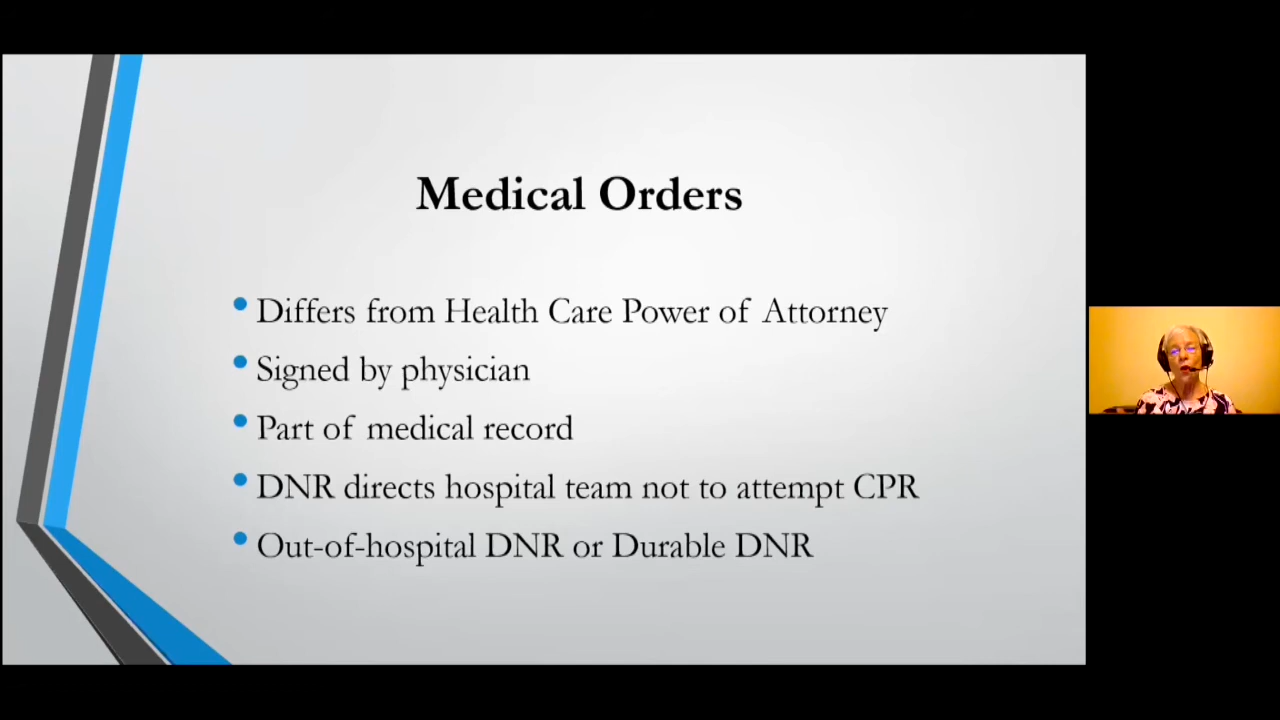 Medical Orders
• Differs from Health Care Power of Attorney
• Signed by physician
• Part of medical record
• DNR directs hospital team not to attempt CPR
• Out-of-hospital DNR or Durable DNR